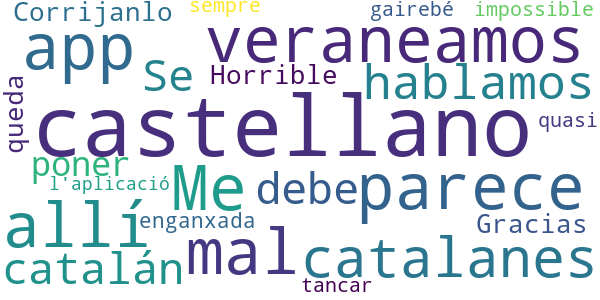 Corrijanlo sempre gairebé impossible
app veraneamos
Se Horrible hablamos
queda castellano quasi
poner Me debe parece
l'aplicació
allí enganxada Gracias
catalán mal catalanes
tancar